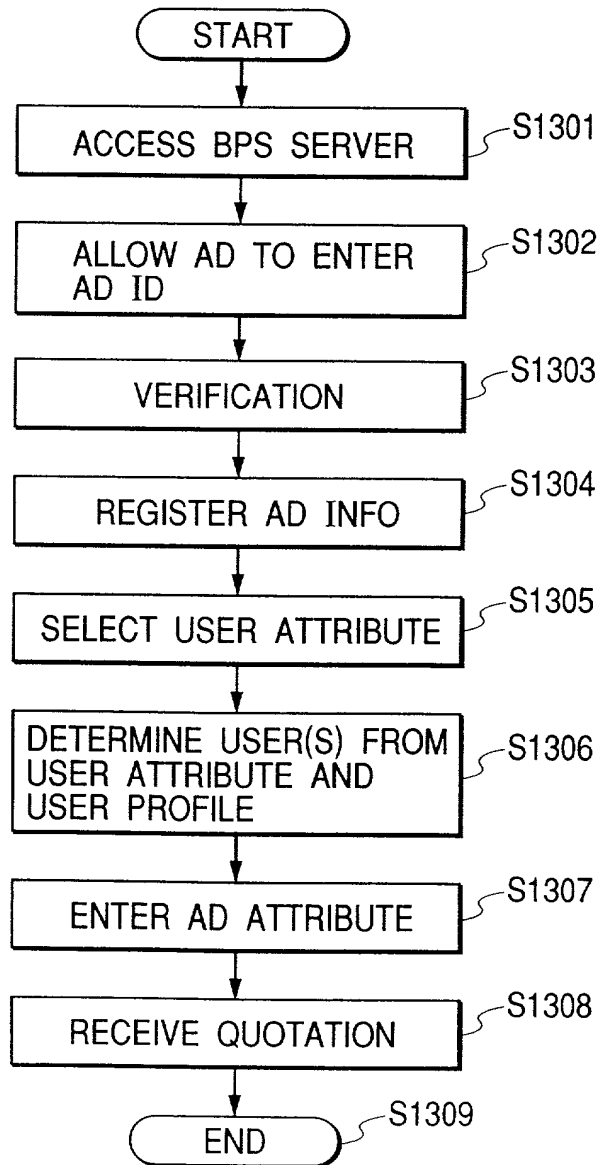 START
ACCESS BPS SERVER
S1301
ALLOW AD TO ENTER
AD ID
S1302
VERIFICATION
S1303
REGISTER AD INFO
S1304
SELECT USER ATTRIBUTE
S1305
DETERMINE USER(S) FROM
USER ATTRIBUTE AND
USER PROFILE
S1306
ENTER AD ATTRIBUTE
S1307
RECEIVE QUOTATION
S1308
END
S1309